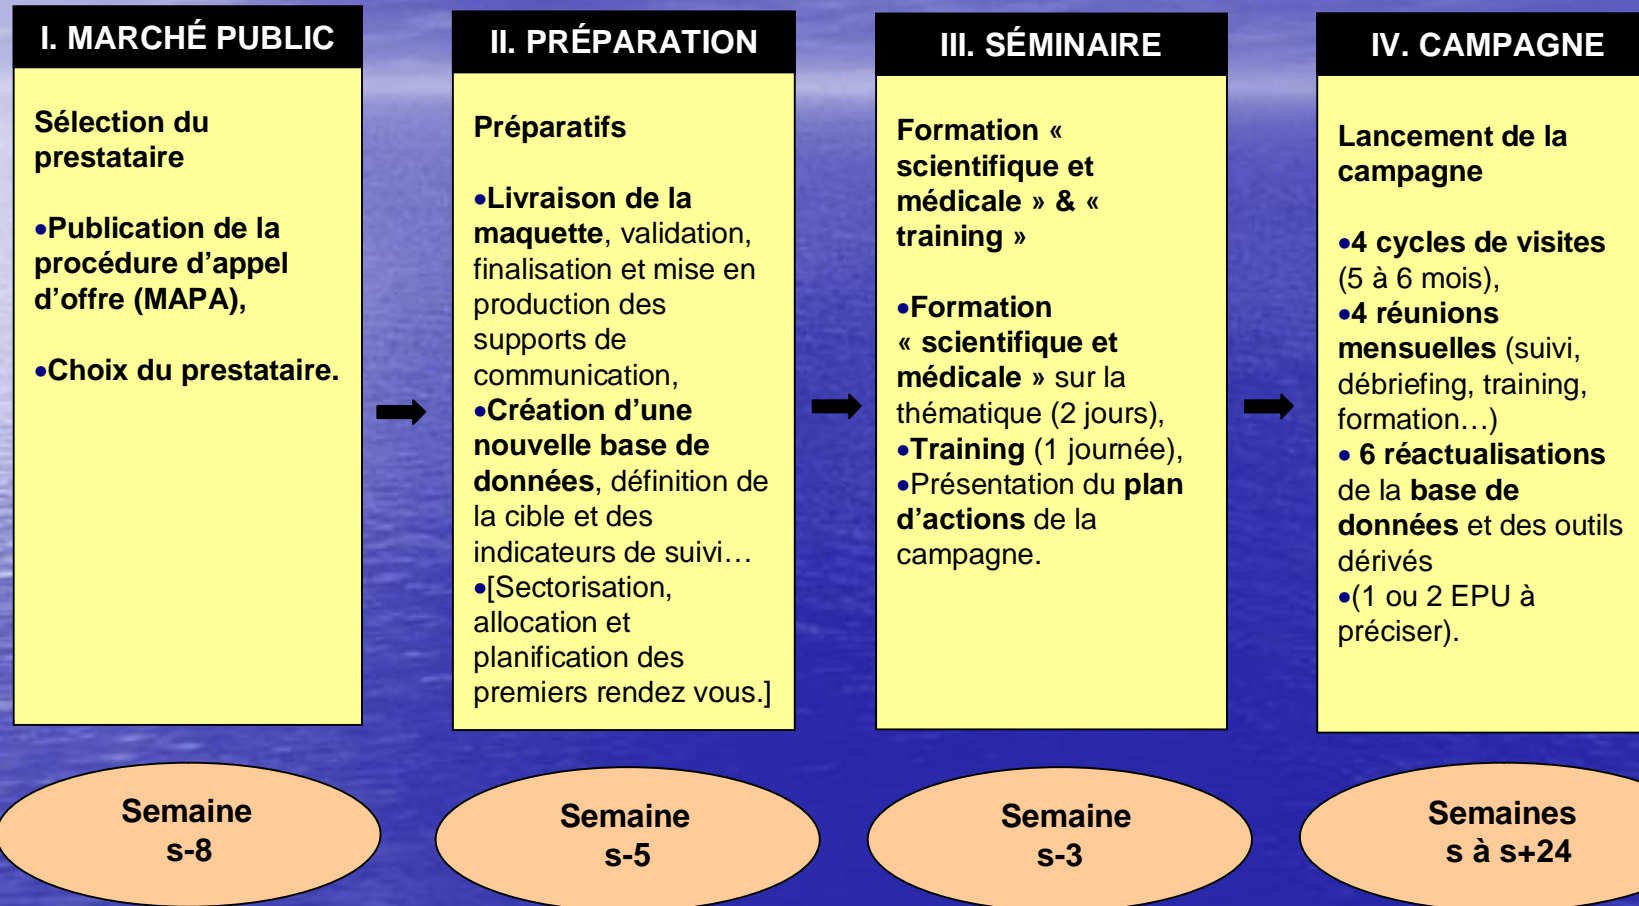 I. MARCHÉ PUBLIC
Sélection du
prestataire
•Publication de la
procédure d’appel
d’offre (MAPA),
•Choix du prestataire.
II. PRÉPARATION
Préparatifs
•Livraison de la
maquette, validation,
finalisation et mise en
production des
supports de
communication,
•Création d’une
nouvelle base de
données, définition de
la cible et des
indicateurs de suivi…
•[Sectorisation,
allocation et
planification des
premiers rendez vous.]
III. SÉMINAIRE
Formation «
scientifique et
médicale » & «
training »
•Formation
« scientifique et
médicale » sur la
thématique (2 jours),
•Training (1 journée),
•Présentation du plan
d’actions de la
campagne.
IV. CAMPAGNE
Lancement de la
campagne
•4 cycles de visites
(5 à 6 mois),
•4 réunions
mensuelles (suivi,
débriefing, training,
formation…)
• 6 réactualisations
de la base de
données et des outils
dérivés
•(1 ou 2 EPU à
préciser).
Semaine
s-8
Semaine
s-5
Semaine
s-3
Semaines
s à s+24